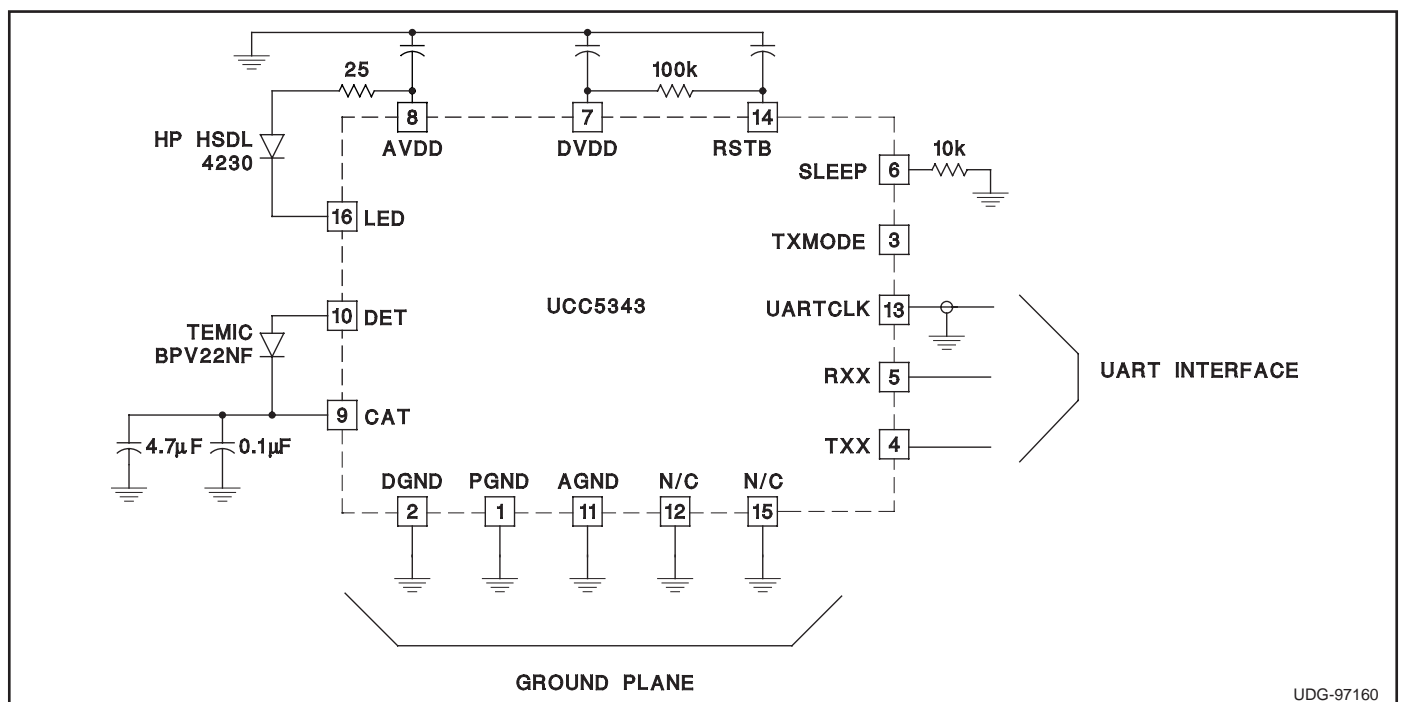 25
100k
8
7
14
HP HSDL
4230
AVDD
DVDD
RSTB
10k
SLEEP
6
16
LED
TXMODE
3
UCC5343
UARTCLK
13
10
DET
TEMIC
BPV22NF
RXX
5
UART INTERFACE
9
CAT
4.7µF
0.1µF
TXX
4
DGND
PGND
AGND
N/C
N/C
2
1
11
12
15
GROUND PLANE
UDG-97160